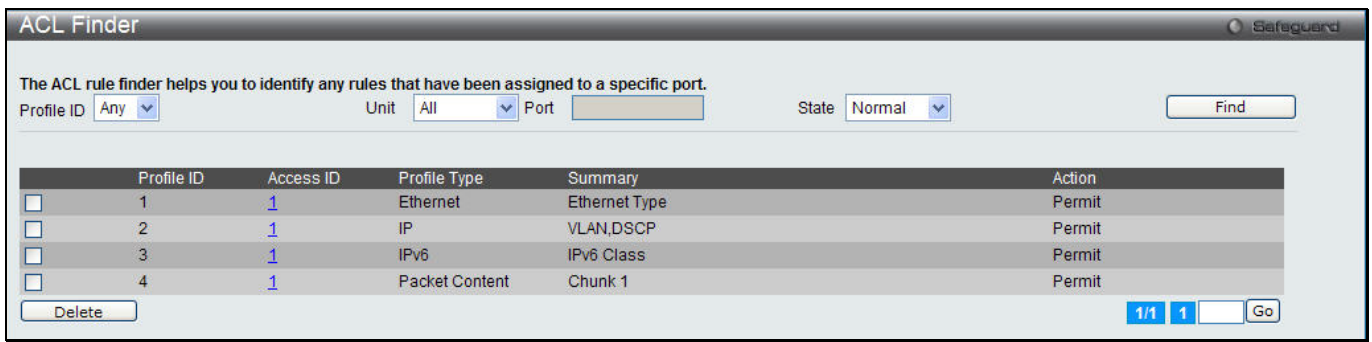 ACL Finder Safeguard
The ACL rule finder helps you to identify any rules that have been assigned to a specific port.
Profile ID Any Unit All Port State Normal Find
Profile ID Access ID Profile Type Summary Action
1 1 Ethernet Ethernet Type Permit
2 1 IP VLAN,DSCP Permit
3 1 IPv6 IPv6 Class Permit
4 1 Packet Content Chunk 1 Permit
Delete 1/1 1 Go